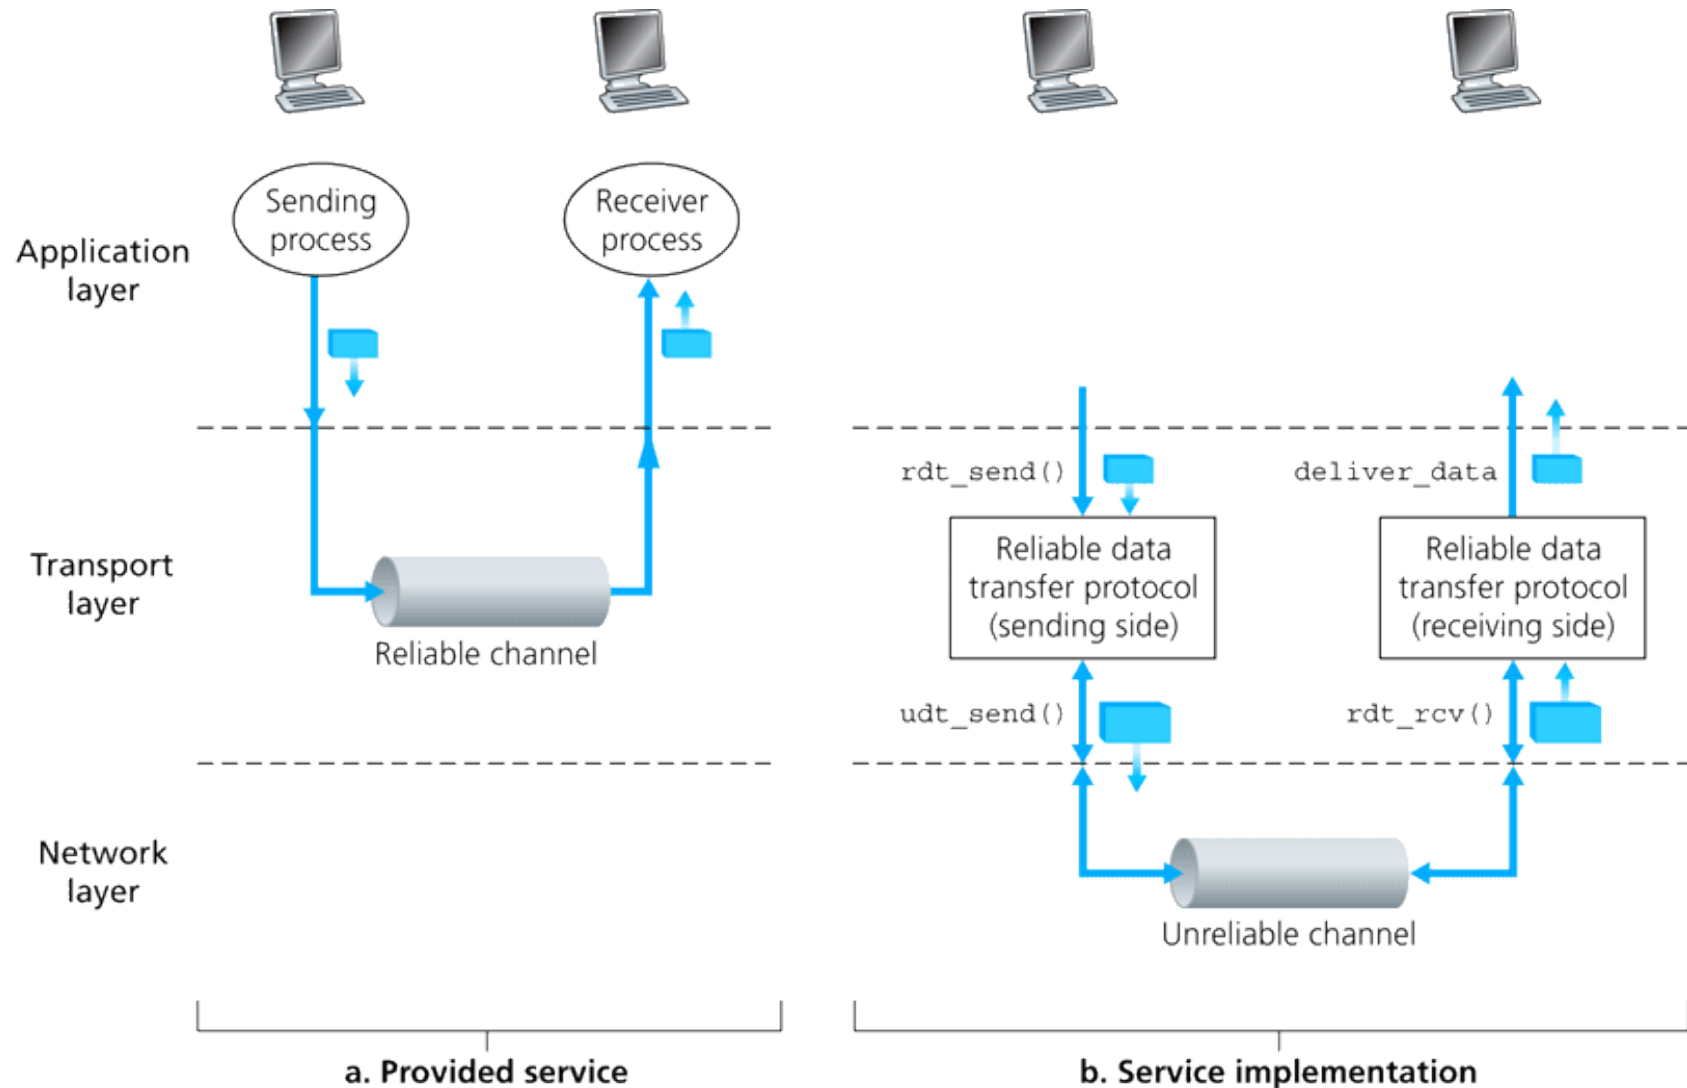 Sending
process
Receiver
process
Application
layer
rdt_send()
deliver_data
Transport
layer
Reliable channel
Reliable data
transfer protocol
(sending side)
Reliable data
transfer protocol
(receiving side)
udt_send()
rdt_rcv()
Network
layer
Unreliable channel
a. Provided service
b. Service implementation